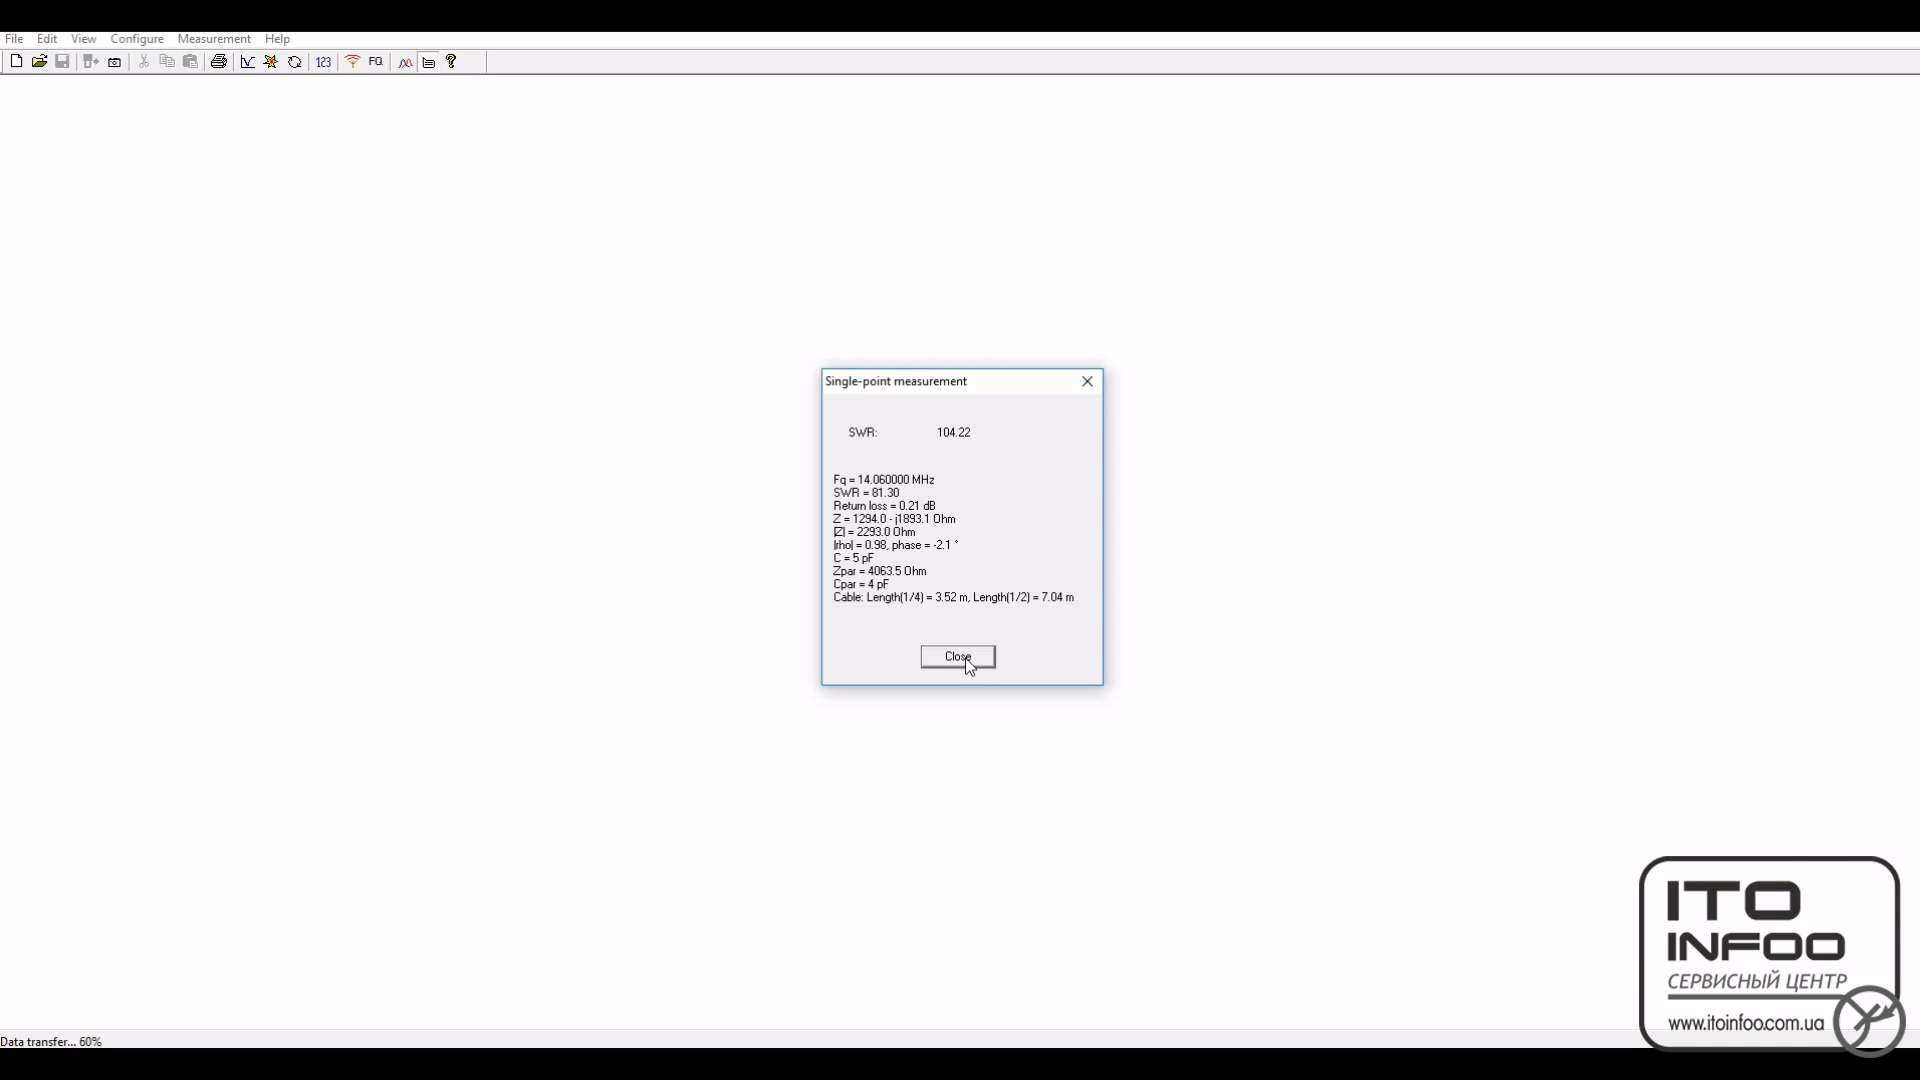 File Edit View Configure Measurement Help
123 FQ ?
Single-point measurement
SWR: 104.22
Fq = 14.060000 MHz
SWR = 81.30
Return loss = 0.21 dB
Z = 1294.0 - j1893.1 Ohm
|Z| = 2293.0 Ohm
|rho| = 0.98, phase = -2.1 °
C = 5 pF
Zpar = 4063.5 Ohm
Cpar = 4 pF
Cable: Length(1/4) = 3.52 m, Length(1/2) = 7.04 m
Close
ITO
INFOO
СЕРВИСНЫЙ ЦЕНТР
www.itoinfoo.com.ua
Data transfer... 60%